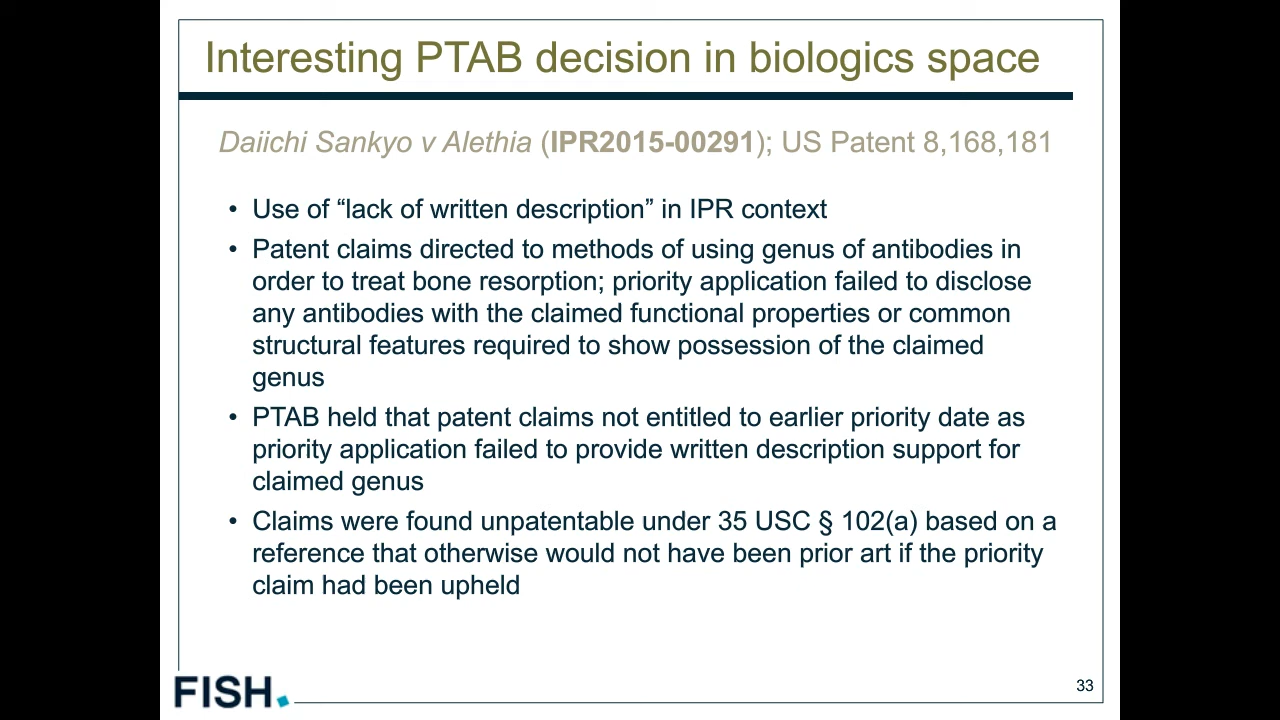 Interesting PTAB decision in biologics space
Daiichi Sankyo v Alethia (IPR2015-00291); US Patent 8,168,181
• Use of “lack of written description” in IPR context
• Patent claims directed to methods of using genus of antibodies in
order to treat bone resorption; priority application failed to disclose
any antibodies with the claimed functional properties or common
structural features required to show possession of the claimed
genus
• PTAB held that patent claims not entitled to earlier priority date as
priority application failed to provide written description support for
claimed genus
• Claims were found unpatentable under 35 USC § 102(a) based on a
reference that otherwise would not have been prior art if the priority
claim had been upheld
FISH.
33